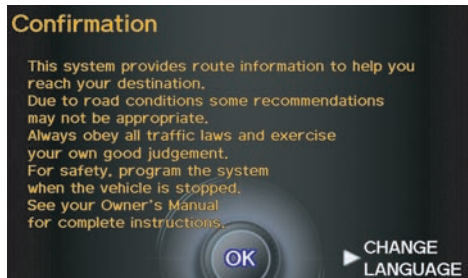 Confirmation
This system provides route information to help you
reach your destination.
Due to road conditions some recommendations
may not be appropriate.
Always obey all traffic laws and exercise
your own good judgement.
For safety, program the system
when the vehicle is stopped.
See your Owner's Manual
for complete instructions.
OK
CHANGE
LANGUAGE